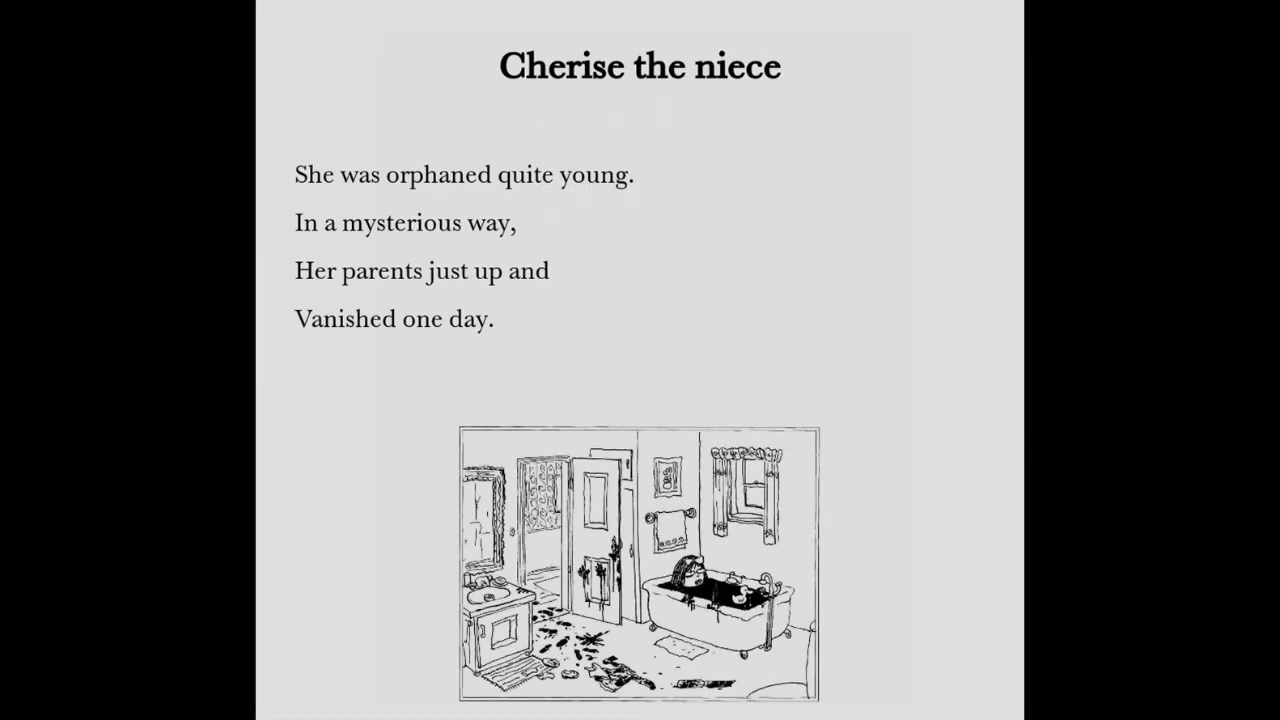 Cherise the niece
She was orphaned quite young.
In a mysterious way,
Her parents just up and
Vanished one day.